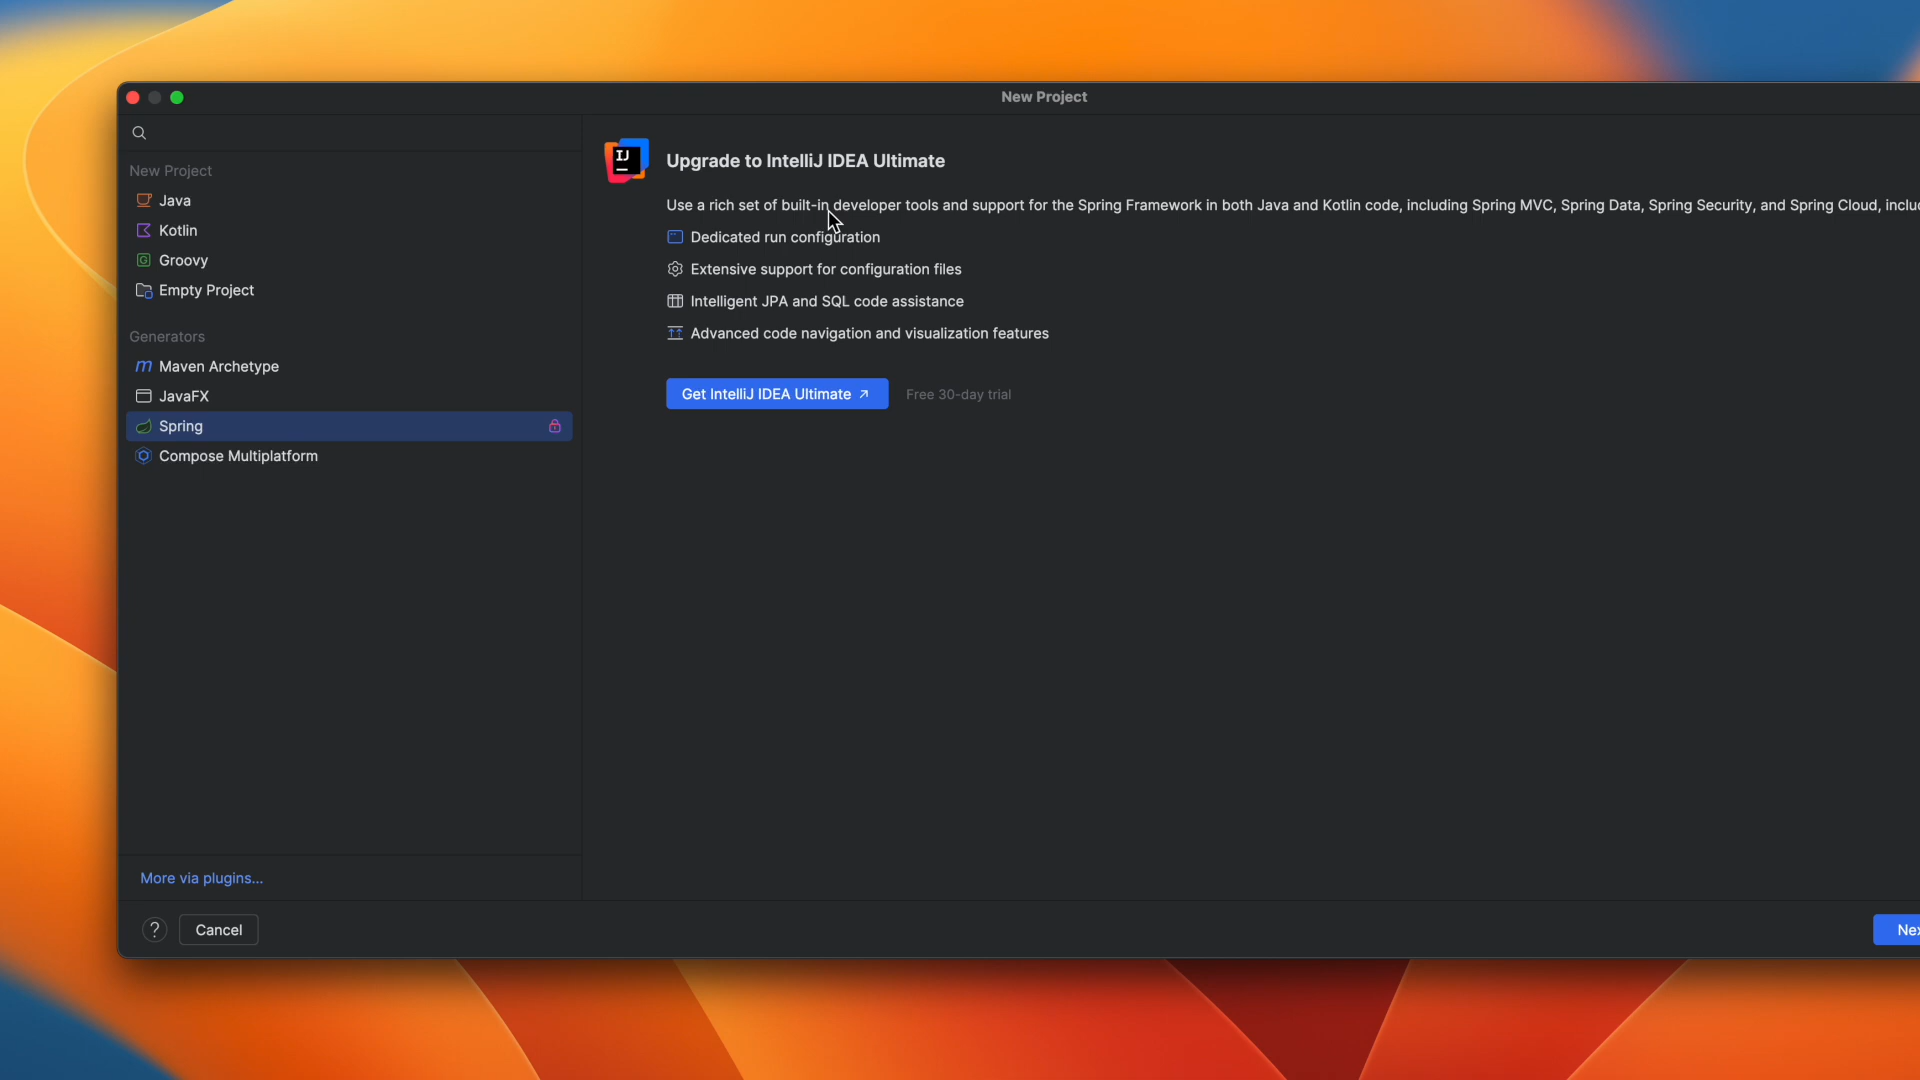 New Project
New Project
Java
Kotlin
Groovy
Empty Project
Generators
Maven Archetype
JavaFX
Spring
Compose Multiplatform
More via plugins...
? Cancel
IJ
Upgrade to IntelliJ IDEA Ultimate
Use a rich set of built-in developer tools and support for the Spring Framework in both Java and Kotlin code, including Spring MVC, Spring Data, Spring Security, and Spring Cloud, inclu
Dedicated run configuration
Extensive support for configuration files
Intelligent JPA and SQL code assistance
Advanced code navigation and visualization features
Get IntelliJ IDEA Ultimate ↗ Free 30-day trial
Nex